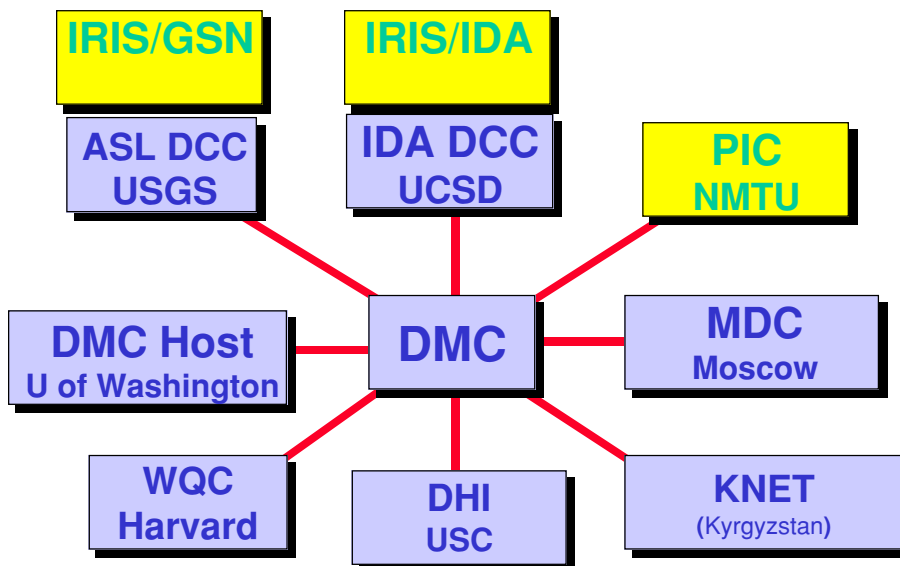 IRIS/GSN
IRIS/IDA
ASL DCC
USGS
IDA DCC
UCSD
PIC
NMTU
DMC Host
U of Washington
DMC
MDC
Moscow
WQC
Harvard
DHI
USC
KNET
(Kyrgyzstan)